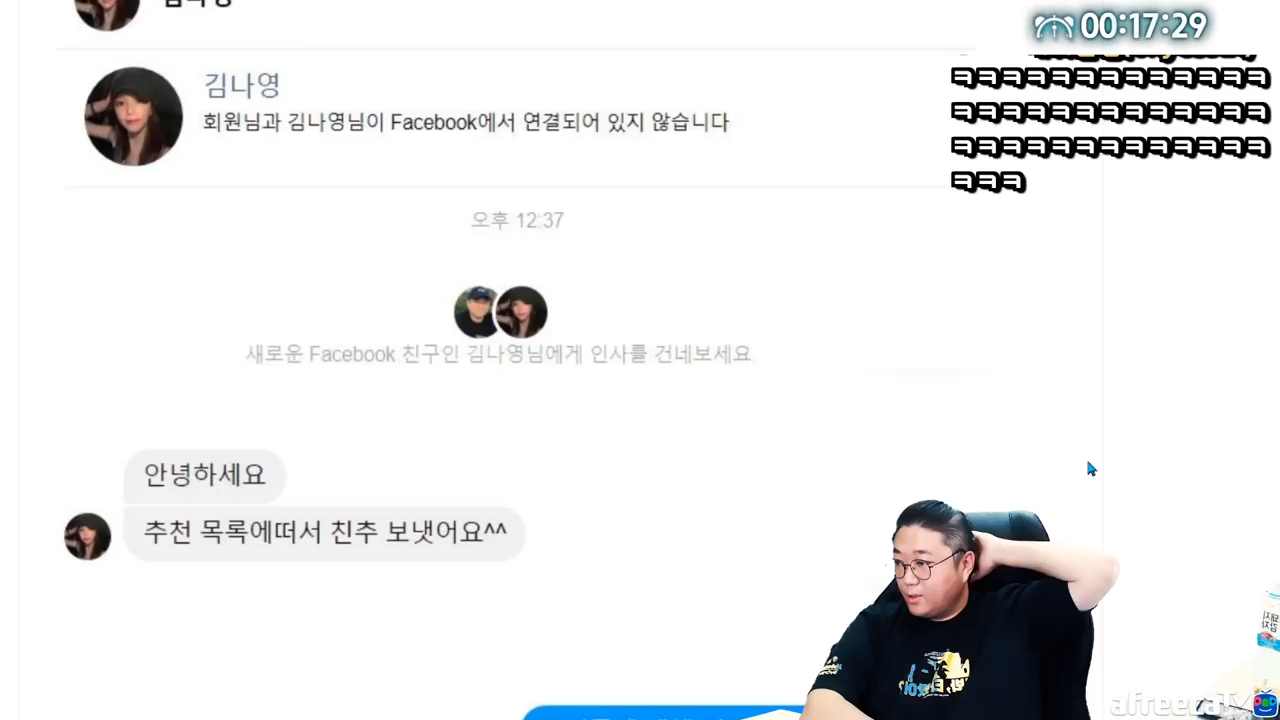 00:17:29
김나영
회원님과 김나영님이 Facebook에서 연결되어 있지 않습니다
ㅋㅋㅋㅋㅋㅋㅋㅋㅋㅋㅋㅋㅋ
ㅋㅋㅋㅋㅋㅋㅋㅋㅋㅋㅋㅋㅋ
ㅋㅋㅋㅋㅋㅋㅋㅋㅋㅋㅋㅋㅋ
ㅋㅋㅋ
오후 12:37
새로운 Facebook 친구인 김나영님에게 인사를 건네보세요
안녕하세요
추천 목록에떠서 친추 보냇어요^^
afreecaTV